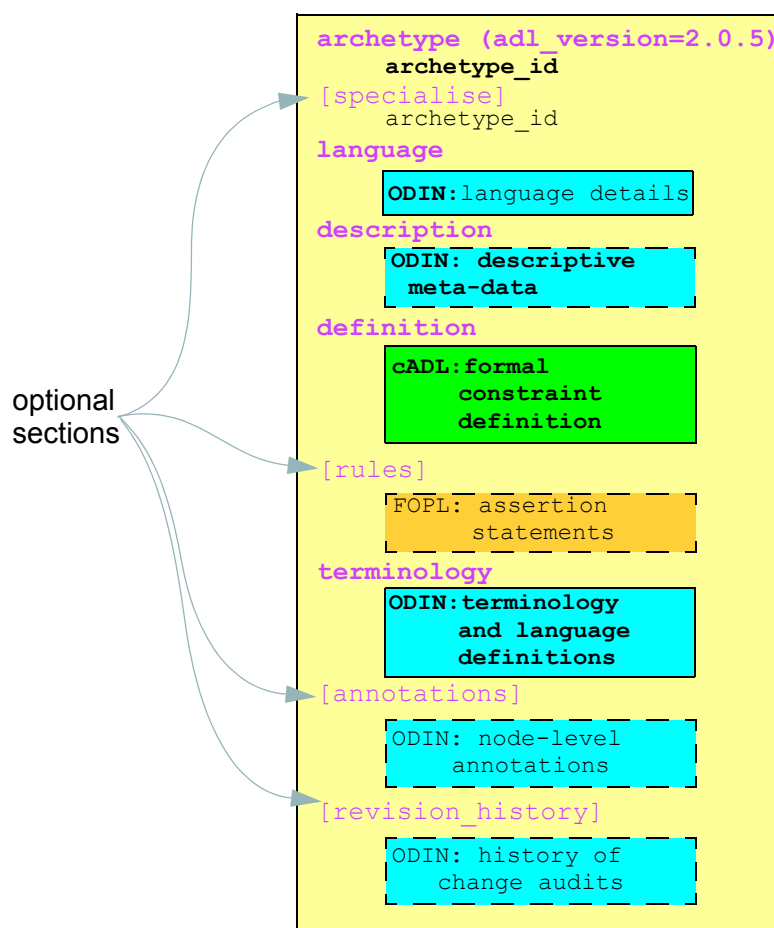 archetype (adl_version=2.0.5)
archetype_id
[specialise]
archetype_id
language
ODIN:language details
description
ODIN: descriptive
meta-data
definition
cADL:formal
constraint
definition
optional
sections
[rules]
FOPL: assertion
statements
terminology
ODIN:terminology
and language
definitions
[annotations]
ODIN: node-level
annotations
[revision_history]
ODIN: history of
change audits